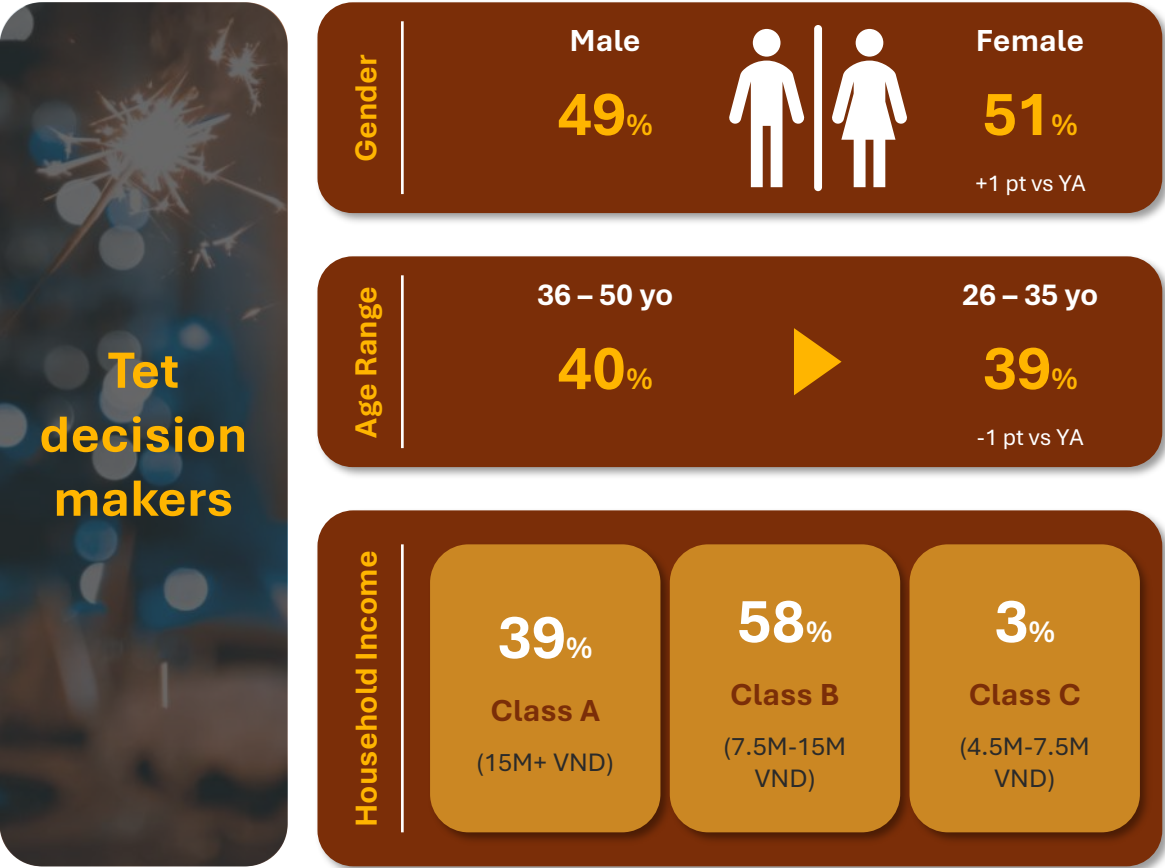 Tet
decision
makers
Gender
Male
49%
Female
51%
+1 pt vs YA
Age Range
36 – 50 yo
40%
26 – 35 yo
39%
-1 pt vs YA
Household Income
39%
Class A
(15M+ VND)
58%
Class B
(7.5M-15M
VND)
3%
Class C
(4.5M-7.5M
VND)